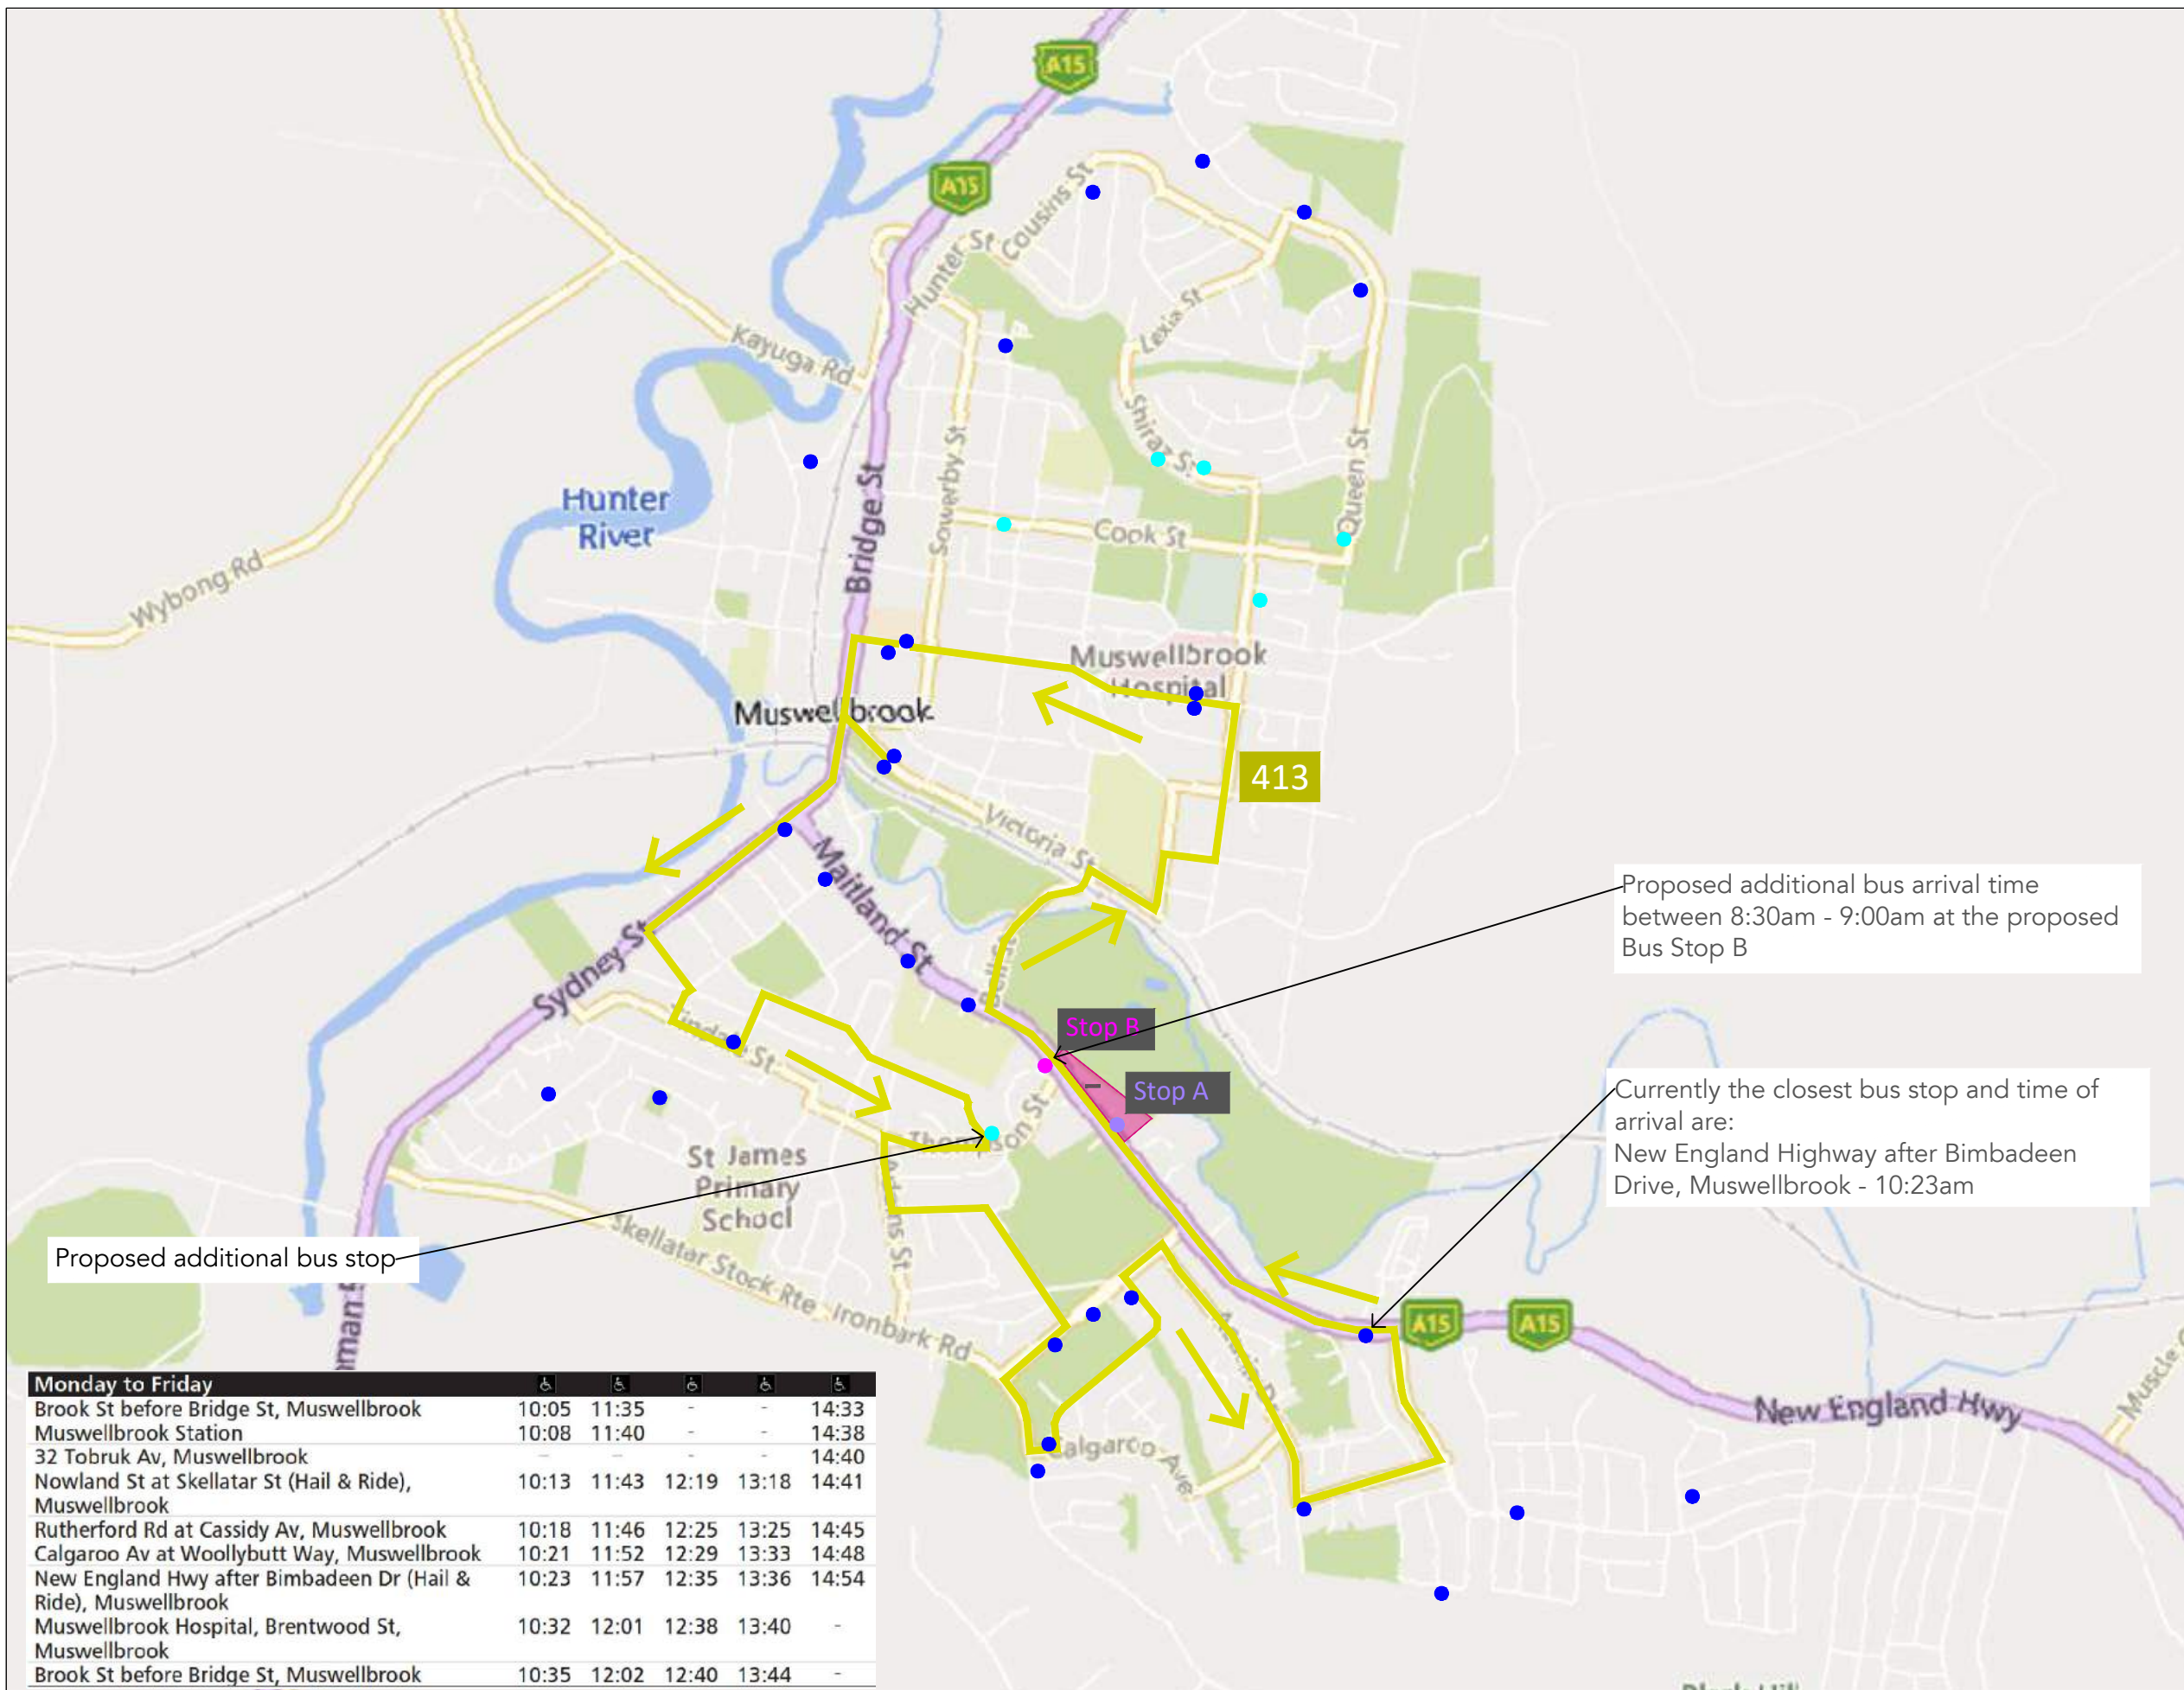 A15
A15
Cousins St
Hunter St
Lexia St
Kayuga Rd
Shiraz St
Queen St
Sowerby St
Bridge St
Hunter
River
Cook St
Wybong Rd
Muswellbrook
Hospital
Muswellbrook
413
Victoria St
Maitland St
Proposed additional bus arrival time
between 8:30am - 9:00am at the proposed
Bus Stop B
Bell St
Sydney St
Stop B
Stop A
Currently the closest bus stop and time of
arrival are:
New England Highway after Bimbadeen
Drive, Muswellbrook - 10:23am
Tindale St
Thompson St
St James
Primary
School
Adams St
Skellatar Stock Rte
Ironbark Rd
Proposed additional bus stop
Acacia Dr
A15
A15
New England Hwy
Muscle
Calgaroo Ave
Monday to Friday
Brook St before Bridge St, Muswellbrook 10:05 11:35 - - 14:33
Muswellbrook Station 10:08 11:40 - - 14:38
32 Tobruk Av, Muswellbrook - - - - 14:40
Nowland St at Skellatar St (Hail & Ride), 10:13 11:43 12:19 13:18 14:41
Muswellbrook
Rutherford Rd at Cassidy Av, Muswellbrook 10:18 11:46 12:25 13:25 14:45
Calgaroo Av at Woollybutt Way, Muswellbrook 10:21 11:52 12:29 13:33 14:48
New England Hwy after Bimbadeen Dr (Hail & 10:23 11:57 12:35 13:36 14:54
Ride), Muswellbrook
Muswellbrook Hospital, Brentwood St, 10:32 12:01 12:38 13:40 -
Muswellbrook
Brook St before Bridge St, Muswellbrook 10:35 12:02 12:40 13:44 -